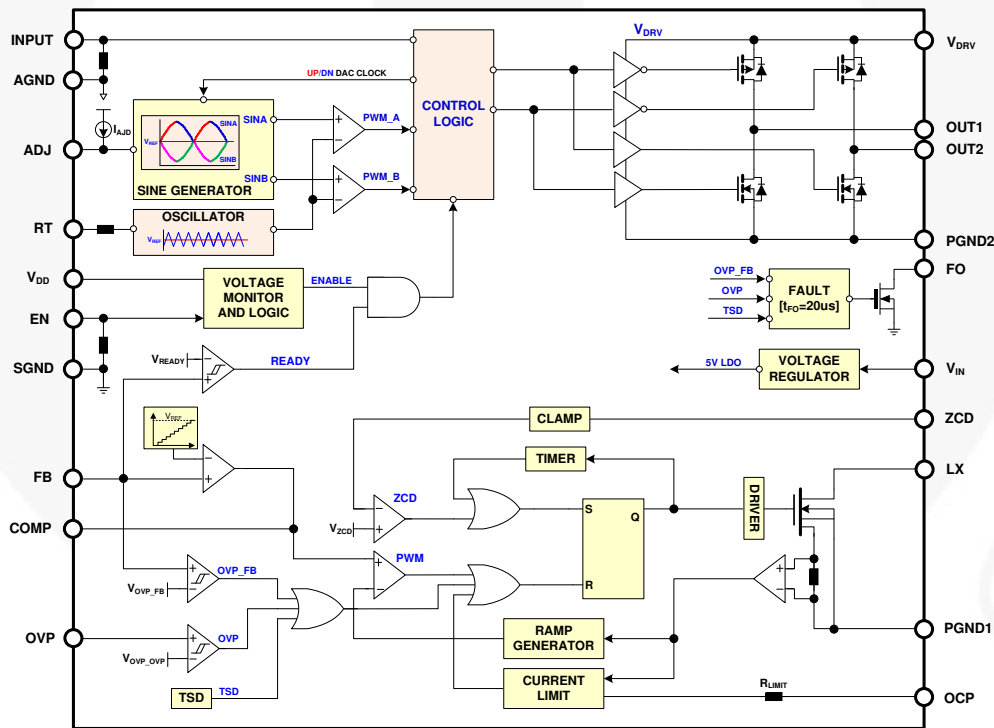 INPUT
AGND
ADJ
RT
VDD
EN
SGND
FB
COMP
OVP
IAJD
UP/DN DAC CLOCK
VREF
SINA
SINB
SINA
SINB
SINE GENERATOR
OSCILLATOR
VREF
PWM_A
PWM_B
CONTROL
LOGIC
VDRV
VDRV
OUT1
OUT2
PGND2
FO
VIN
ZCD
LX
PGND1
OCP
VOLTAGE
MONITOR
AND LOGIC
ENABLE
VREADY
READY
OVP_FB
OVP
TSD
FAULT
[tFO=20us]
5V LDO
VOLTAGE
REGULATOR
VREF
CLAMP
TIMER
ZCD
VZCD
S
Q
R
DRIVER
PWM
OVP_FB
VOVP_FB
OVP
VOVP_OVP
TSD
TSD
RAMP
GENERATOR
CURRENT
LIMIT
RLIMIT